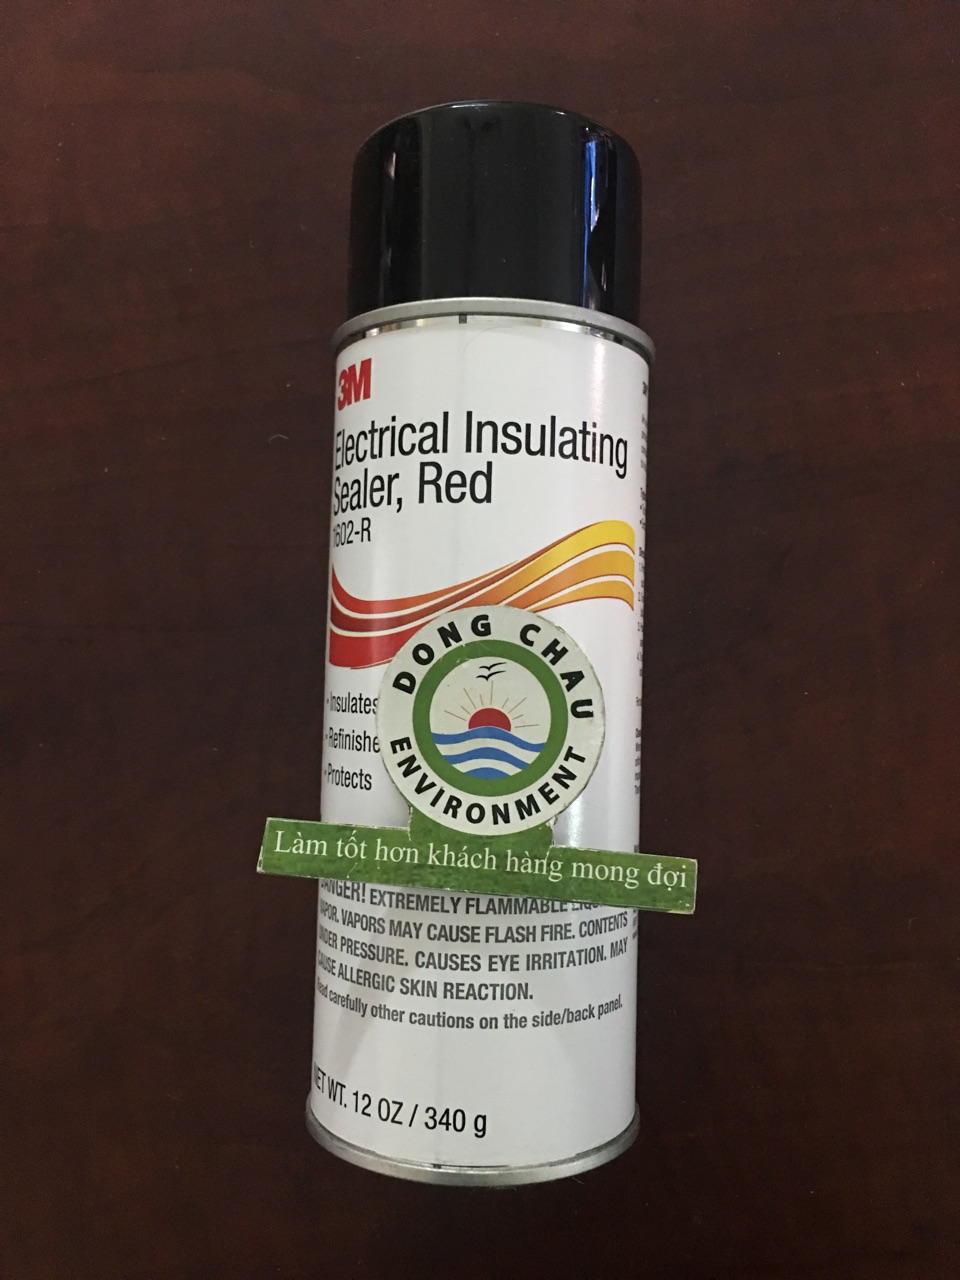 3M
Electrical Insulating
Sealer, Red
1602-R
DONG CHAU
ENVIRONMENT
• Insulates
• Refinishe
• Protects
Làm tốt hơn khách hàng mong đợi
DANGER! EXTREMELY FLAMMABLE
VAPOR. VAPORS MAY CAUSE FLASH FIRE. CONTENTS
UNDER PRESSURE. CAUSES EYE IRRITATION. MAY
CAUSE ALLERGIC SKIN REACTION.
Read carefully other cautions on the side/back panel.
NET WT. 12 OZ / 340 g